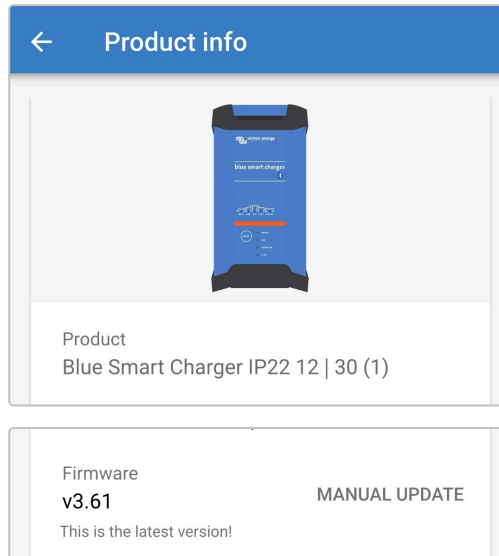 Product info
victron energy
blue smart charger
Product
Blue Smart Charger IP22 12 | 30 (1)
Firmware
v3.61
MANUAL UPDATE
This is the latest version!